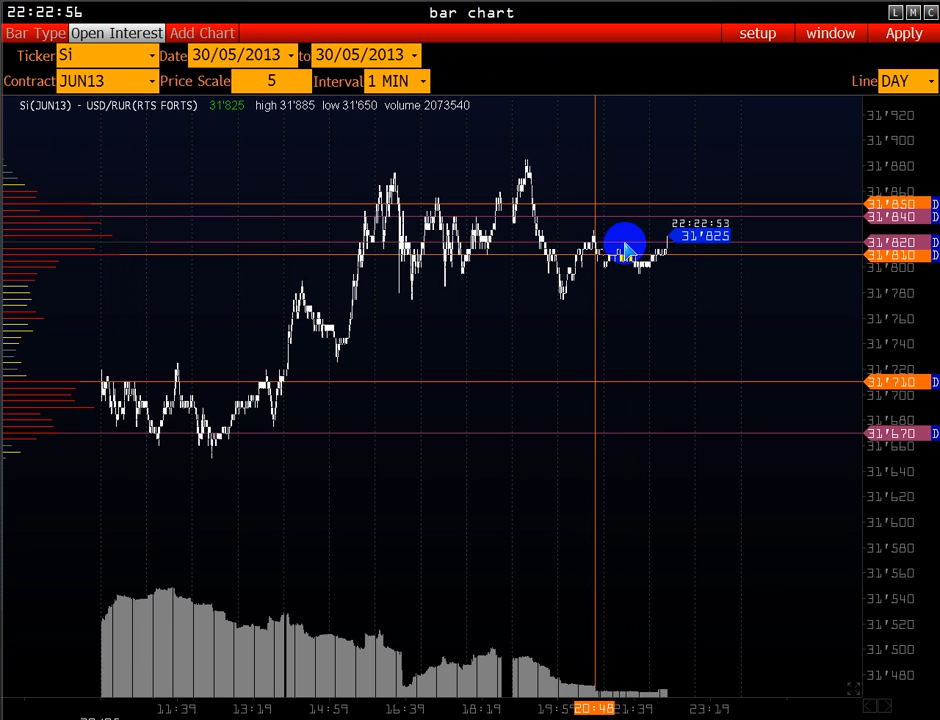 22:22:56 bar chart L M C
Bar Type Open Interest Add Chart setup window Apply
Ticker Si Date 30/05/2013 to 30/05/2013
Contract JUN13 Price Scale 5 Interval 1 MIN Line DAY
Si(JUN13) - USD/RUR(RTS FORTS) 31'825 high 31'885 low 31'650 volume 2073540
31'920
31'900
31'880
31'860
31'850 D
31'840 D
22:22:53
31'825
31'820 D
31'810 D
31'800
31'780
31'760
31'740
31'720
31'710 D
31'700
31'680
31'670 D
31'660
31'640
31'620
31'600
31'580
31'560
31'540
31'520
31'500
31'480
11:39 13:19 14:59 16:39 18:19 19:59 20:48 21:39 23:19